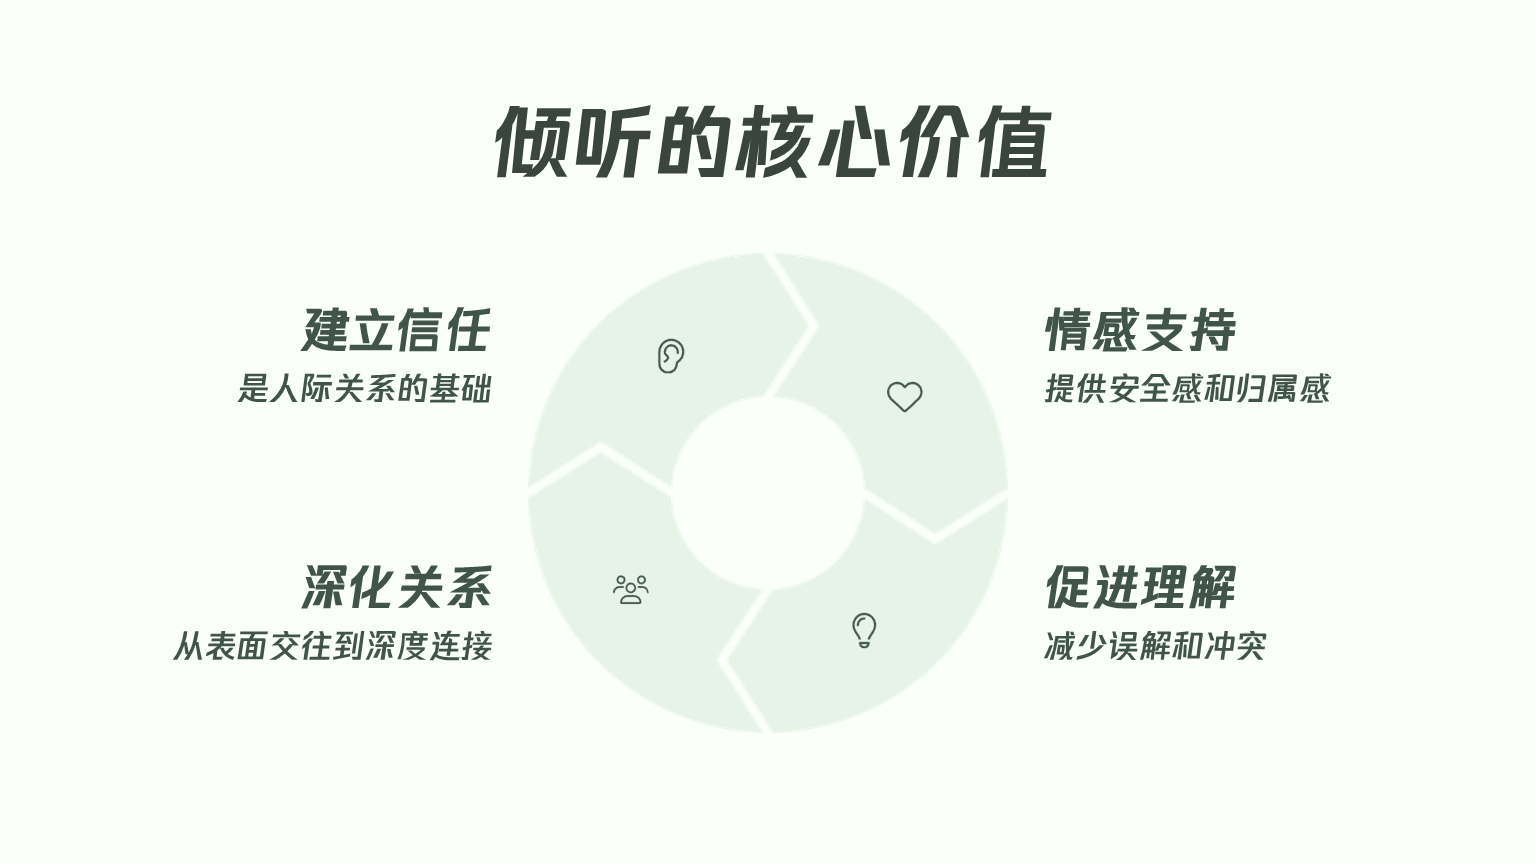 倾听的核心价值
建立信任
是人际关系的基础
情感支持
提供安全感和归属感
深化关系
从表面交往到深度连接
促进理解
减少误解和冲突